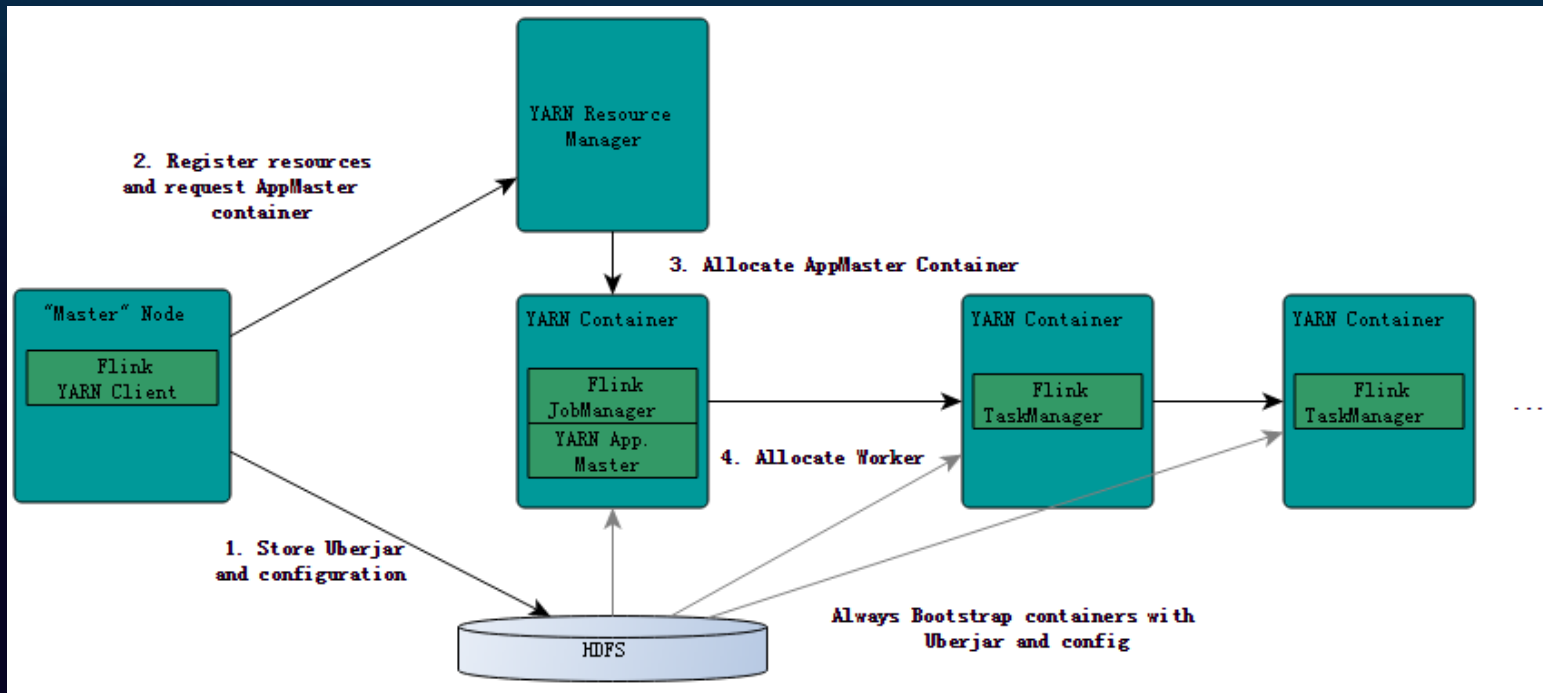 YARN Resource
Manager
2. Register resources
and request AppMaster
container
3. Allocate AppMaster Container
"Master" Node
Flink
YARN Client
YARN Container
Flink
JobManager
YARN App.
Master
4. Allocate Worker
YARN Container
Flink
TaskManager
YARN Container
Flink
TaskManager
...
1. Store Uberjar
and configuration
HDFS
Always Bootstrap containers with
Uberjar and config